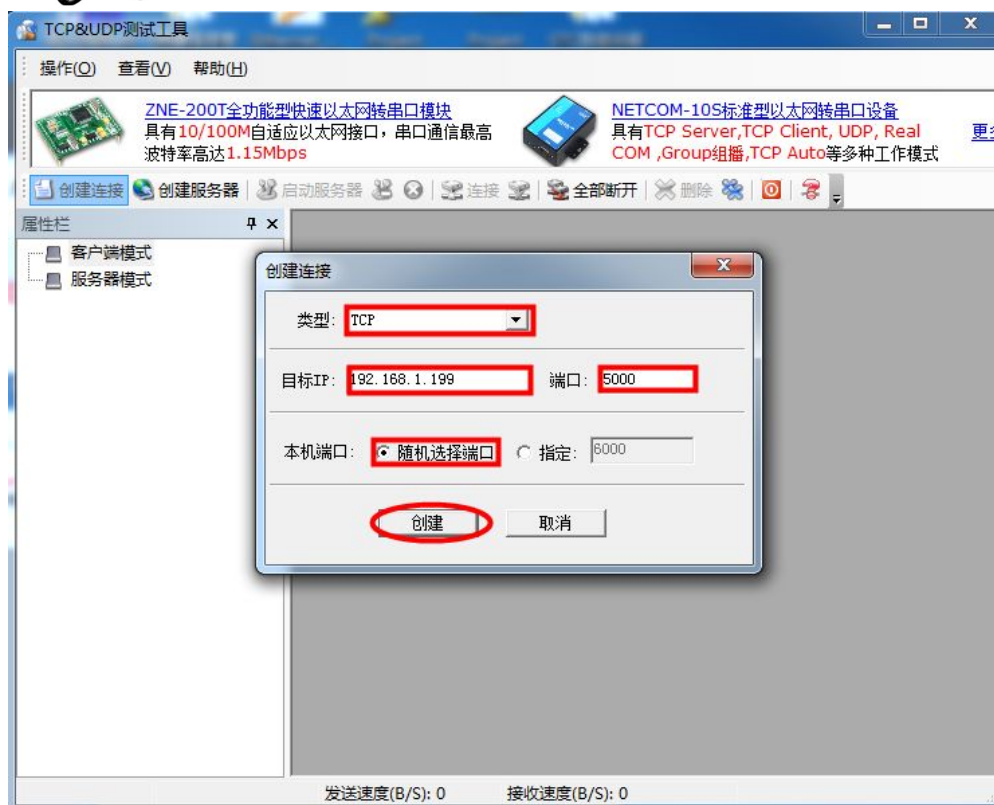 TCP&UDP测试工具
操作(O) 查看(V) 帮助(H)
ZNE-200T全功能型快速以太网转串口模块
具有10/100M自适应以太网接口，串口通信最高
波特率高达1.15Mbps
NETCOM-10S标准型以太网转串口设备
具有TCP Server,TCP Client, UDP, Real
COM ,Group组播,TCP Auto等多种工作模式
创建连接 创建服务器 启动服务器 连接 全部断开 删除
属性栏
客户端模式
服务器模式
创建连接
类型: TCP
目标IP: 192.168.1.199 端口: 5000
本机端口: 随机选择端口 指定: 6000
创建 取消
发送速度(B/S): 0 接收速度(B/S): 0